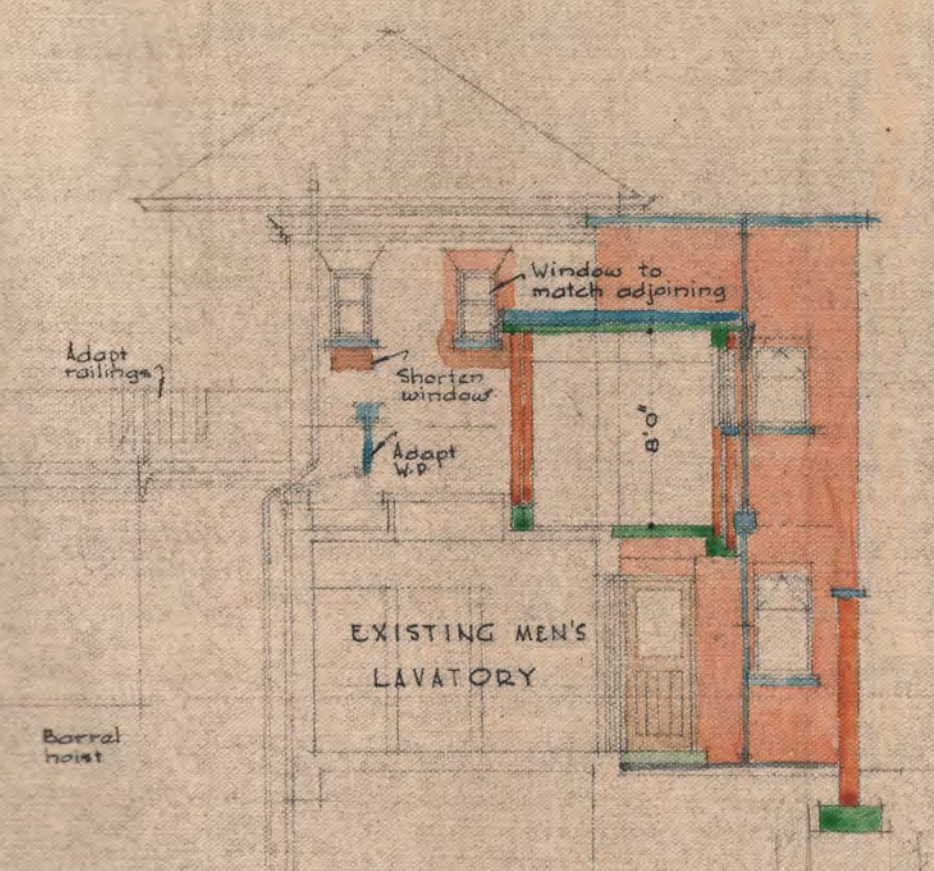 Window to
match adjoining
Adapt
railings
Shorten
window
8'0"
Adapt
W.P
EXISTING MEN'S
LAVATORY
Barrel
hoist